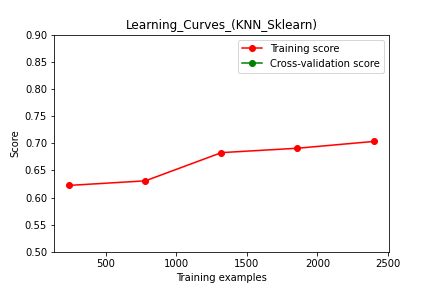 Learning_Curves_(KNN_Sklearn)
Training score
Cross-validation score
0.90
0.85
0.80
0.75
0.70
0.65
0.60
0.55
0.50
Score
500
1000
1500
2000
2500
Training examples